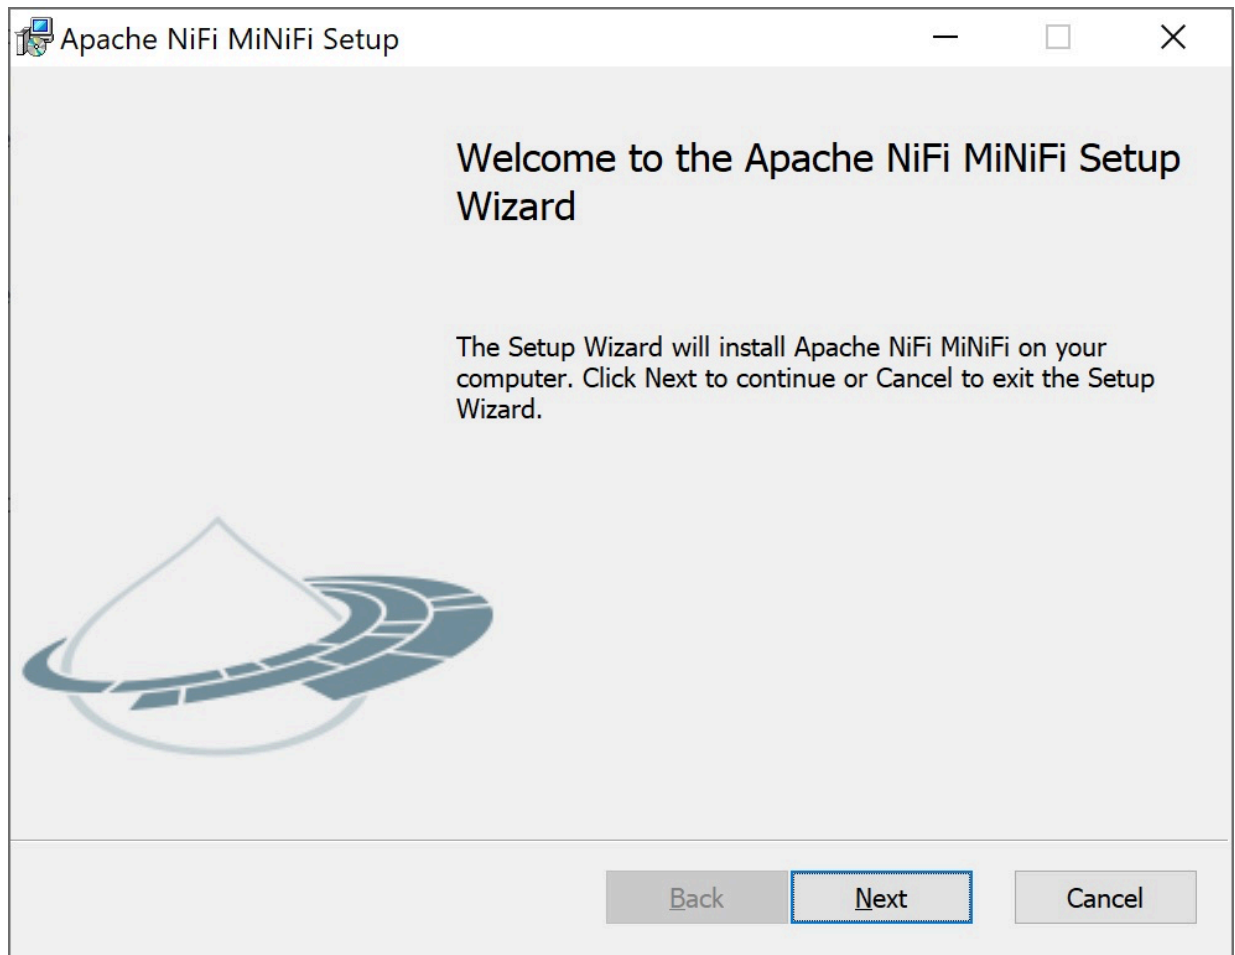 Apache NiFi MiNiFi Setup
Welcome to the Apache NiFi MiNiFi Setup
Wizard
The Setup Wizard will install Apache NiFi MiNiFi on your
computer. Click Next to continue or Cancel to exit the Setup
Wizard.
Back Next Cancel